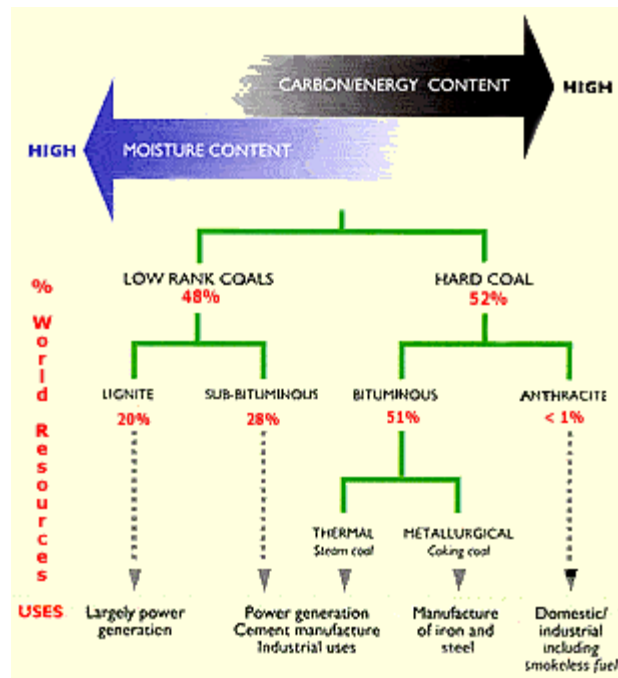 CARBON/ENERGY CONTENT
HIGH
HIGH
MOISTURE CONTENT
% World Resources
LOW RANK COALS
48%
HARD COAL
52%
LIGNITE
20%
SUB-BITUMINOUS
28%
BITUMINOUS
51%
ANTHRACITE
< 1%
THERMAL
Steam coal
METALLURGICAL
Coking coal
USES
Largely power
generation
Power generation
Cement manufacture
Industrial uses
Manufacture
of iron and
steel
Domestic/
industrial
including
smokeless fuel